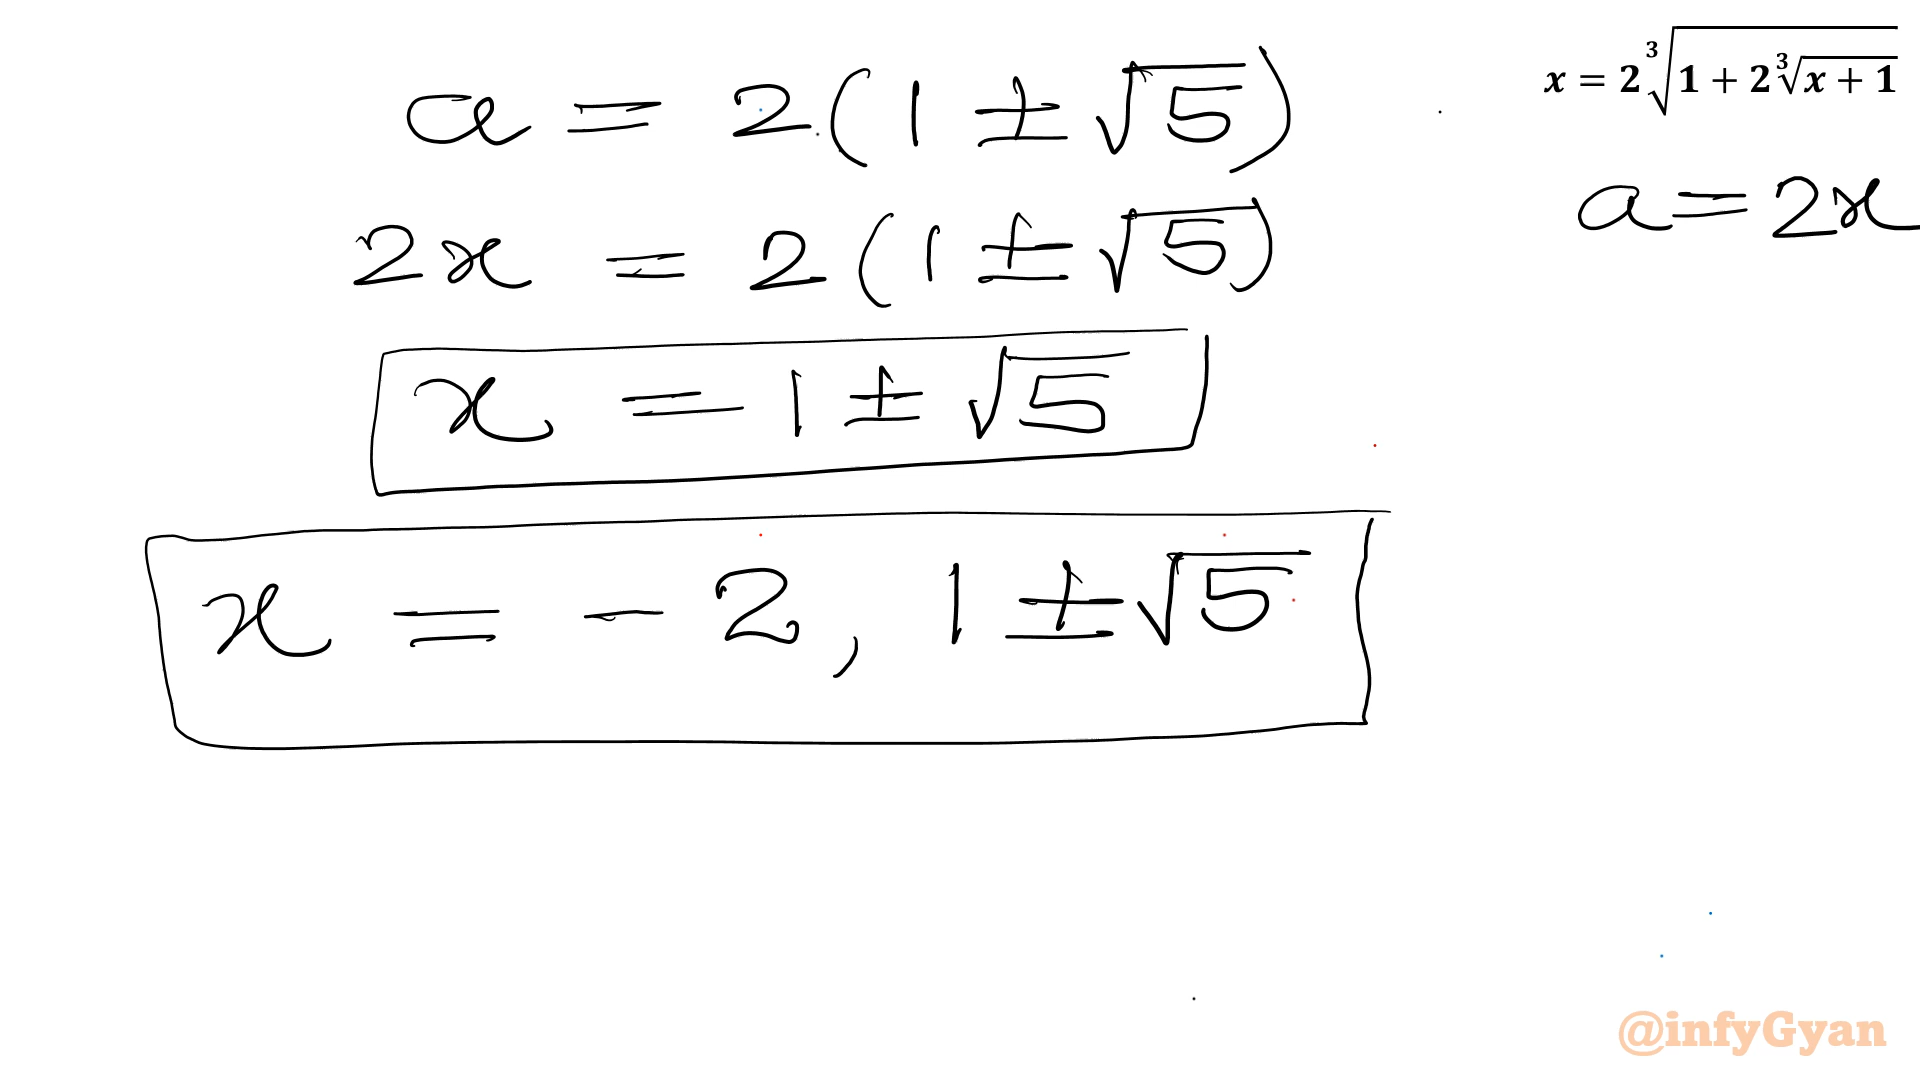 x = 2∛(1 + 2∛(x + 1))
a = 2(1 ± √5)
a = 2x
2x = 2(1 ± √5)
x = 1 ± √5
x = -2, 1 ± √5
@infyGyan